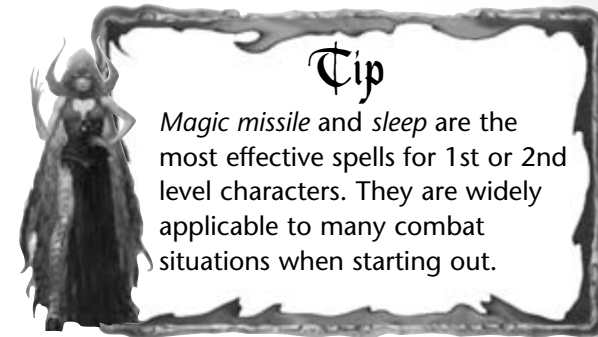 Tip
Magic missile and sleep are the
most effective spells for 1st or 2nd
level characters. They are widely
applicable to many combat
situations when starting out.